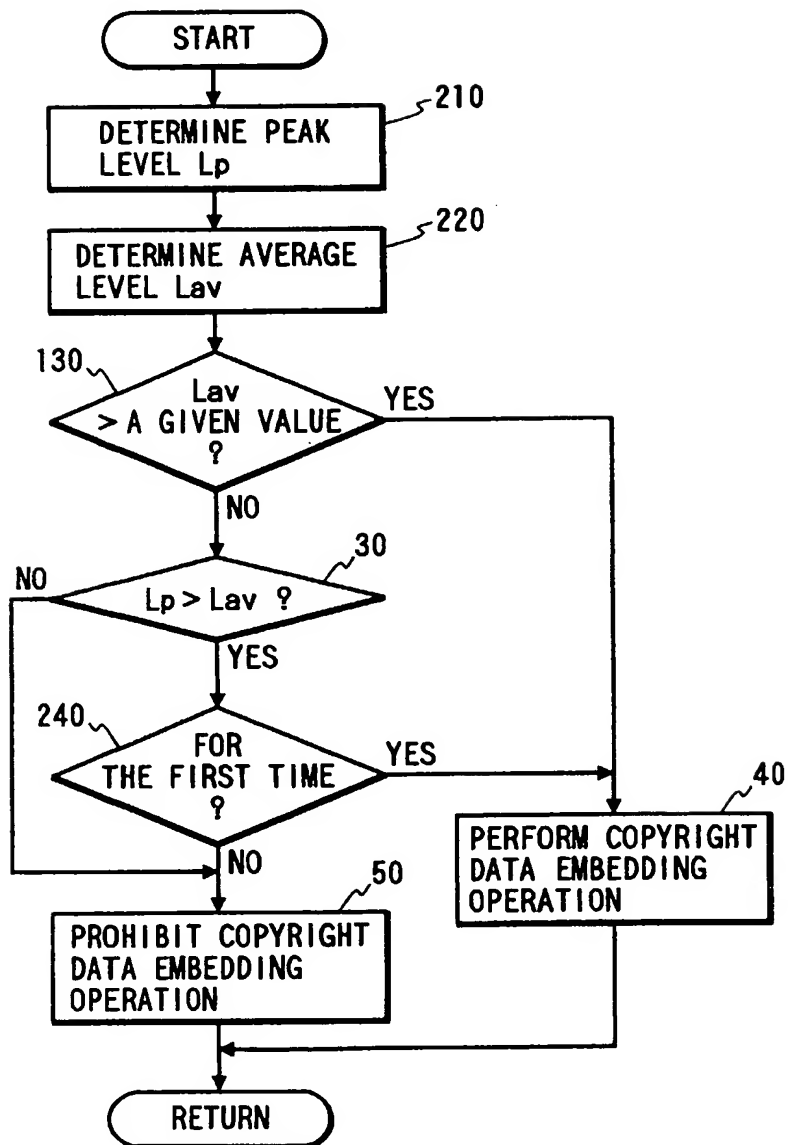 START
210
DETERMINE PEAK
LEVEL Lp
220
DETERMINE AVERAGE
LEVEL Lav
130
Lav
> A GIVEN VALUE
?
YES
NO
30
NO
Lp > Lav ?
YES
240
FOR
THE FIRST TIME
?
YES
NO
40
PERFORM COPYRIGHT
DATA EMBEDDING
OPERATION
50
PROHIBIT COPYRIGHT
DATA EMBEDDING
OPERATION
RETURN